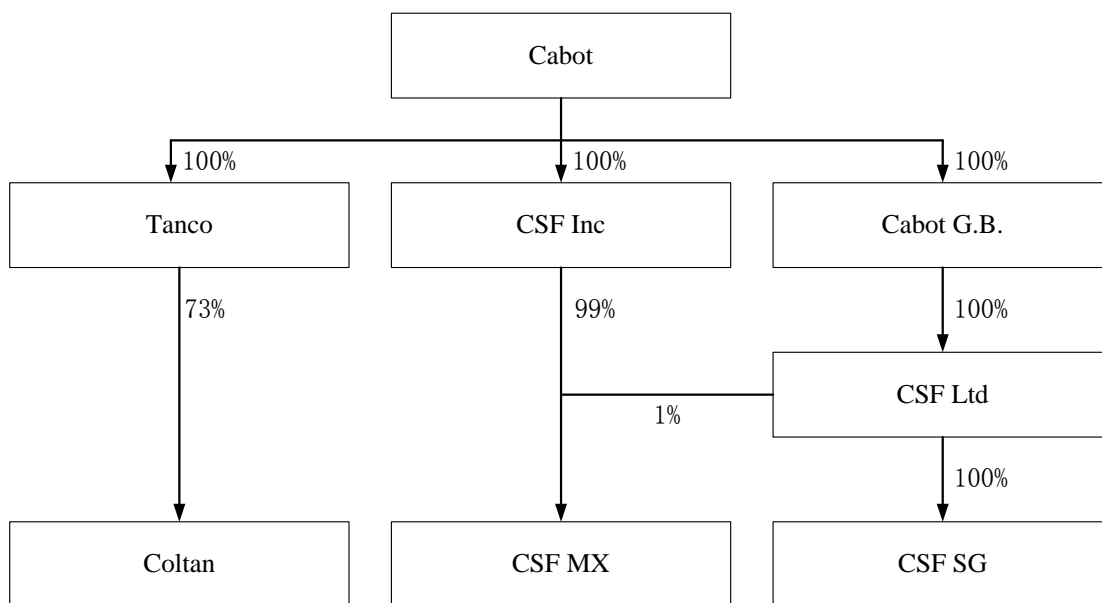 Cabot
100%
100%
100%
Tanco
CSF Inc
Cabot G.B.
73%
99%
100%
CSF Ltd
1%
100%
Coltan
CSF MX
CSF SG